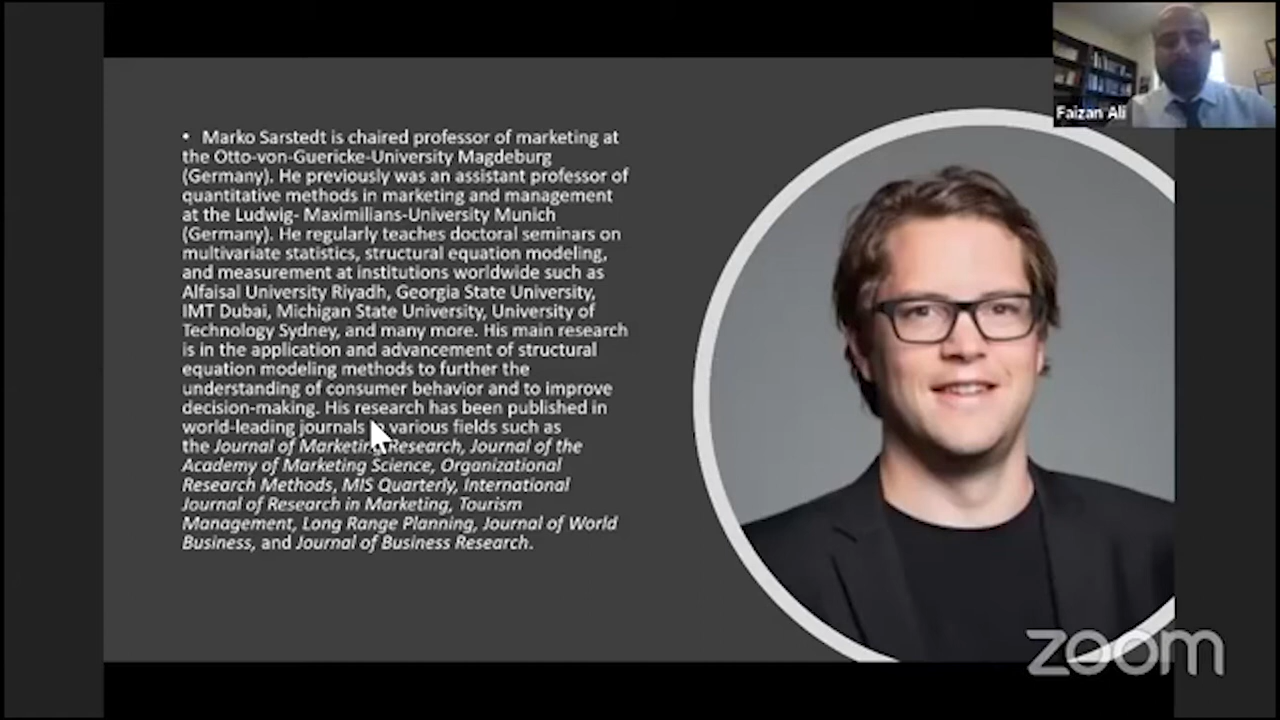 Faizan Ali
• Marko Sarstedt is chaired professor of marketing at
the Otto-von-Guericke-University Magdeburg
(Germany). He previously was an assistant professor of
quantitative methods in marketing and management
at the Ludwig- Maximilians-University Munich
(Germany). He regularly teaches doctoral seminars on
multivariate statistics, structural equation modeling,
and measurement at institutions worldwide such as
Alfaisal University Riyadh, Georgia State University,
IMT Dubai, Michigan State University, University of
Technology Sydney, and many more. His main research
is in the application and advancement of structural
equation modeling methods to further the
understanding of consumer behavior and to improve
decision-making. His research has been published in
world-leading journals various fields such as
the Journal of Marketing Research, Journal of the
Academy of Marketing Science, Organizational
Research Methods, MIS Quarterly, International
Journal of Research in Marketing, Tourism
Management, Long Range Planning, Journal of World
Business, and Journal of Business Research.
zoom